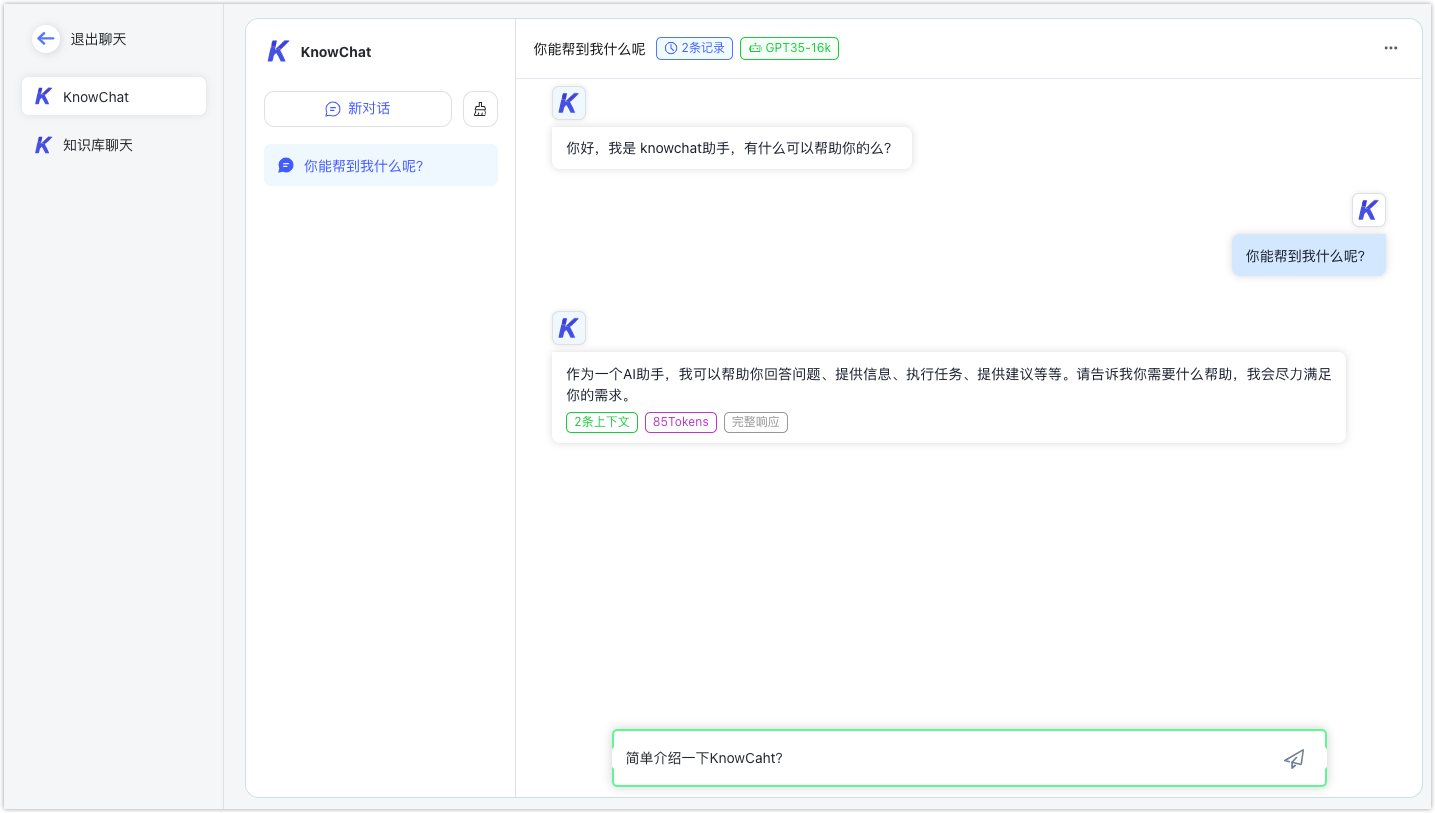 退出聊天
KnowChat
知识库聊天
KnowChat
新对话
你能帮到我什么呢?
你能帮到我什么呢 2条记录 GPT35-16k
你好，我是 knowchat助手，有什么可以帮助你的么?
你能帮到我什么呢?
作为一个AI助手，我可以帮助你回答问题、提供信息、执行任务、提供建议等等。请告诉我你需要什么帮助，我会尽力满足
你的需求。
2条上下文 85Tokens 完整响应
简单介绍一下KnowCaht?